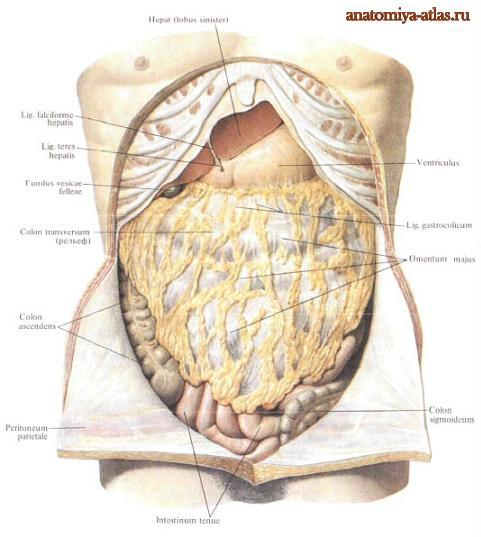 anatomiya-atlas.ru
Hepar (lobus sinister)
Lig. falciforme
hepatis
Lig. teres
hepatis
Fundus vesicae
felleae
Colon transversum
(рельеф)
Colon
ascendens
Peritoneum
parietale
Intestinum tenue
Ventriculus
Lig. gastrocolicum
Omentum majus
Colon
sigmoideum